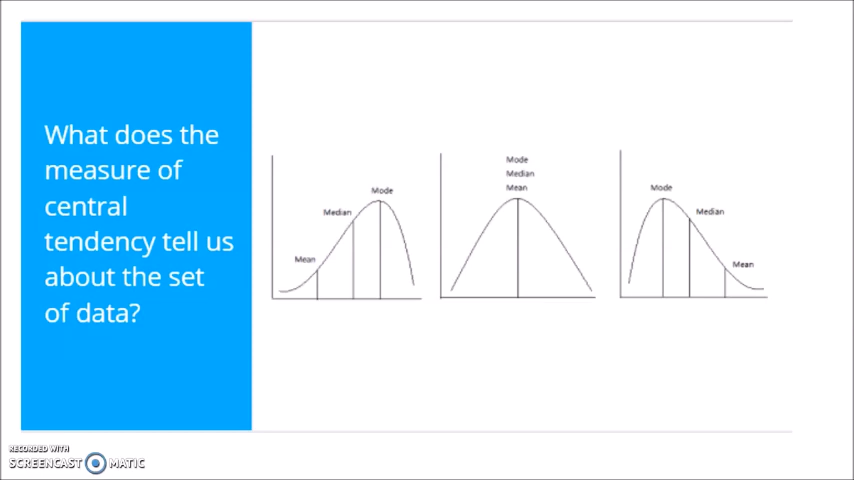 What does the
measure of
central
tendency tell us
about the set
of data?
Mode
Median
Mean
Mode
Median
Mean
Mode
Median
Mean
RECORDED WITH
SCREENCAST MATIC